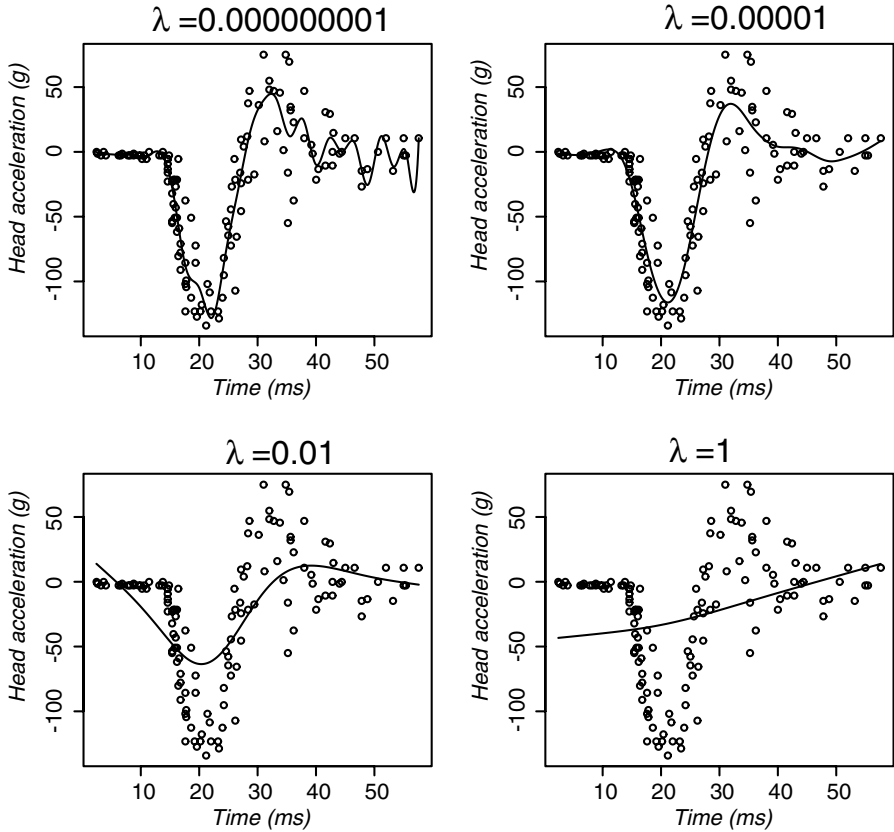 λ =0.000000001
Head acceleration (g)
50
0
-50
-100
10 20 30 40 50
Time (ms)
λ =0.00001
Head acceleration (g)
50
0
-50
-100
10 20 30 40 50
Time (ms)
λ =0.01
Head acceleration (g)
50
0
-50
-100
10 20 30 40 50
Time (ms)
λ =1
Head acceleration (g)
50
0
-50
-100
10 20 30 40 50
Time (ms)